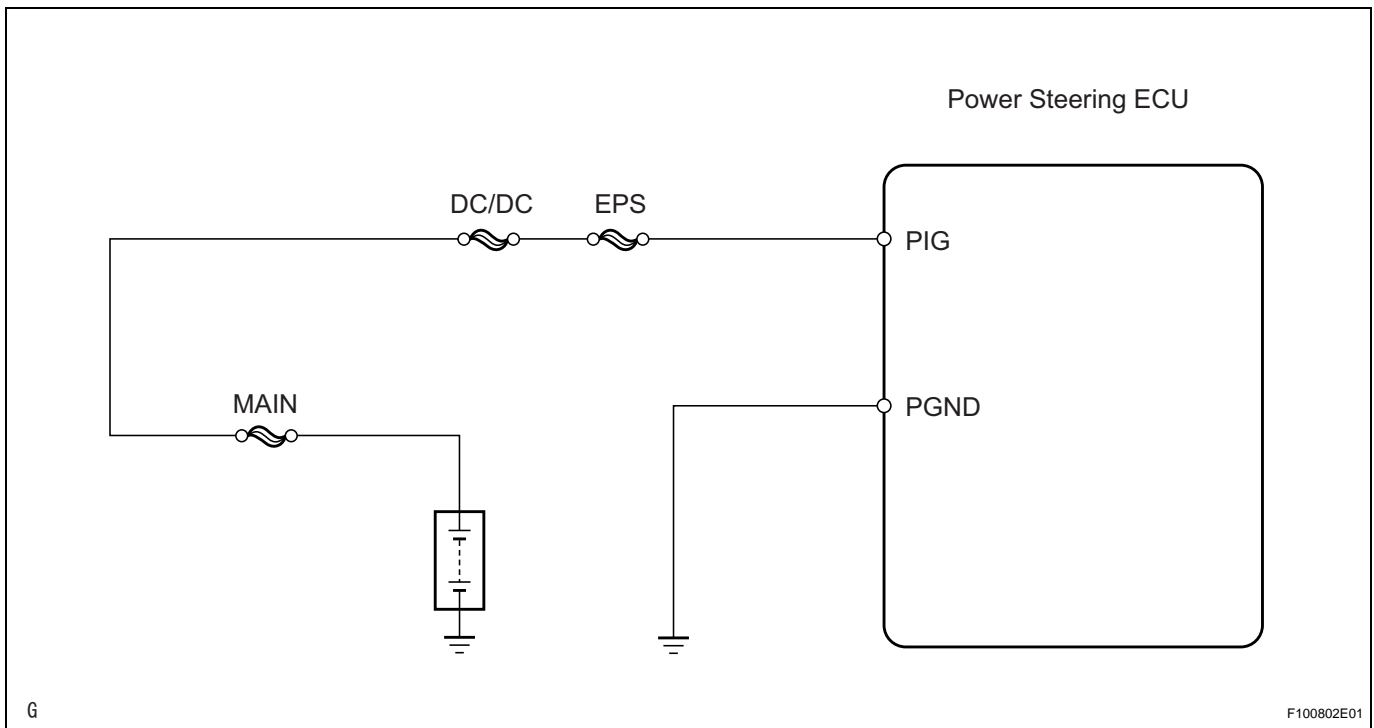 Power Steering ECU
DC/DC
EPS
PIG
MAIN
PGND
G
F100802E01